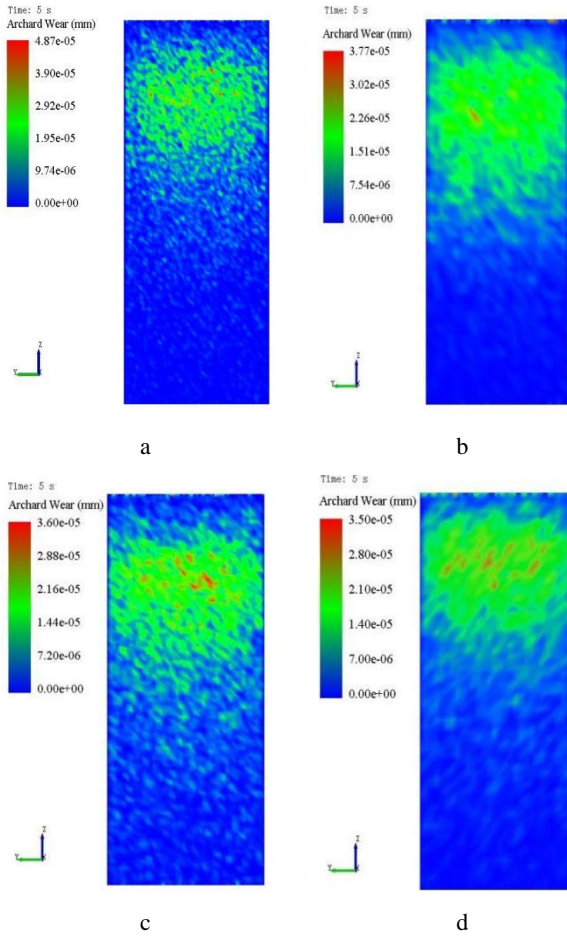 Time: 5 s
Archard Wear (mm)
4.87e-05
3.90e-05
2.92e-05
1.95e-05
9.74e-06
0.00e+00
Z
Y
X
a
Time: 5 s
Archard Wear (mm)
3.77e-05
3.02e-05
2.26e-05
1.51e-05
7.54e-06
0.00e+00
Z
Y
X
b
Time: 5 s
Archard Wear (mm)
3.60e-05
2.88e-05
2.16e-05
1.44e-05
7.20e-06
0.00e+00
Z
Y
X
c
Time: 5 s
Archard Wear (mm)
3.50e-05
2.80e-05
2.10e-05
1.40e-05
7.00e-06
0.00e+00
Z
Y
X
d